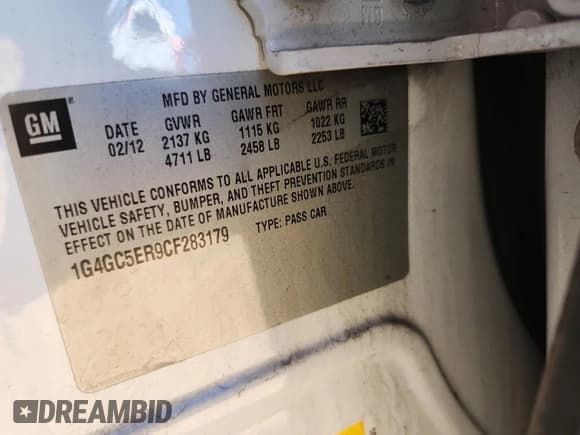 GM
®
MFD BY GENERAL MOTORS LLC
DATE GVWR GAWR FRT GAWR RR
02/12 2137 KG 1115 KG 1022 KG
4711 LB 2458 LB 2253 LB
THIS VEHICLE CONFORMS TO ALL APPLICABLE U.S. FEDERAL MOTOR
VEHICLE SAFETY, BUMPER, AND THEFT PREVENTION STANDARDS IN
EFFECT ON THE DATE OF MANUFACTURE SHOWN ABOVE.
1G4GC5ER9CF283179 TYPE: PASS CAR
DREAMBID